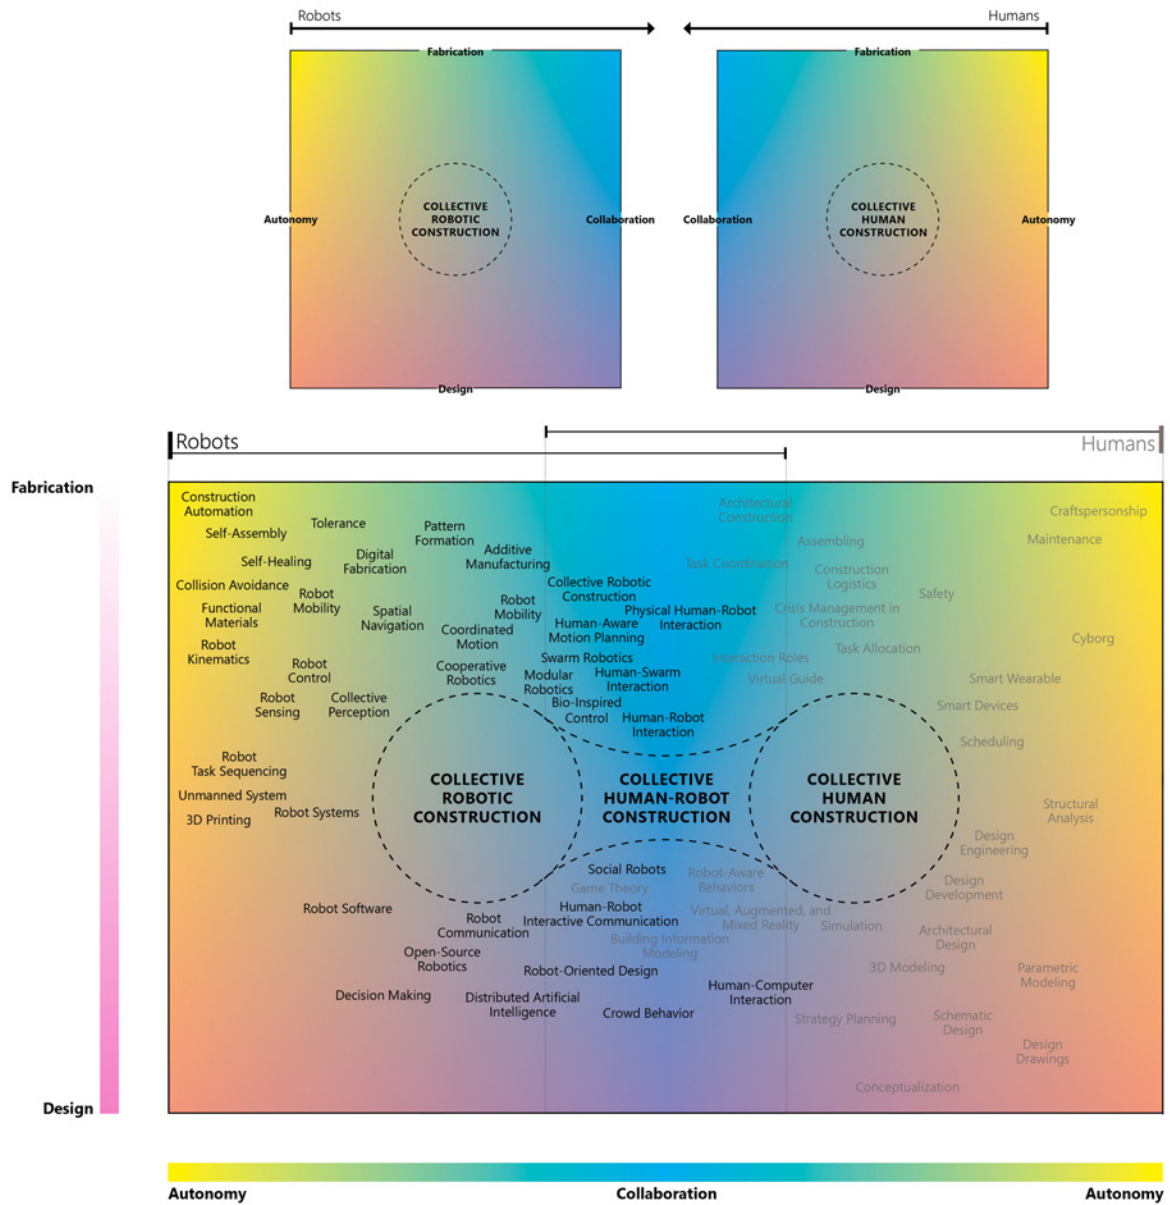 Robots
Humans
Fabrication
Fabrication
COLLECTIVE
ROBOTIC
CONSTRUCTION
Autonomy
Collaboration
Collaboration
COLLECTIVE
HUMAN
CONSTRUCTION
Autonomy
Design
Design
Robots
Humans
Fabrication
Construction
Automation
Self-Assembly
Tolerance
Pattern
Formation
Self-Healing
Digital
Fabrication
Additive
Manufacturing
Collision Avoidance
Robot
Mobility
Functional
Materials
Spatial
Navigation
Robot
Mobility
Coordinated
Motion
Robot
Kinematics
Robot
Control
Cooperative
Robotics
Robot
Sensing
Collective
Perception
Collective Robotic
Construction
Physical Human-Robot
Interaction
Human-Aware
Motion Planning
Swarm Robotics
Modular
Robotics
Human-Swarm
Interaction
Bio-Inspired
Control
Human-Robot
Interaction
Architectural
Construction
Task Coordination
Interaction Roles
Virtual Guide
Assembling
Construction
Logistics
Crisis Management in
Construction
Task Allocation
Safety
Craftspersonship
Maintenance
Cyborg
Smart Wearable
Smart Devices
Scheduling
Robot
Task Sequencing
Unmanned System
3D Printing
Robot Systems
COLLECTIVE
ROBOTIC
CONSTRUCTION
COLLECTIVE
HUMAN-ROBOT
CONSTRUCTION
COLLECTIVE
HUMAN
CONSTRUCTION
Structural
Analysis
Design
Engineering
Design
Development
Social Robots
Game Theory
Robot-Aware
Behaviors
Robot Software
Robot
Communication
Human-Robot
Interactive Communication
Virtual, Augmented, and
Mixed Reality
Simulation
Architectural
Design
Building Information
Modeling
Open-Source
Robotics
Robot-Oriented Design
3D Modeling
Parametric
Modeling
Decision Making
Distributed Artificial
Intelligence
Crowd Behavior
Human-Computer
Interaction
Strategy Planning
Schematic
Design
Design
Drawings
Conceptualization
Design
Autonomy
Collaboration
Autonomy